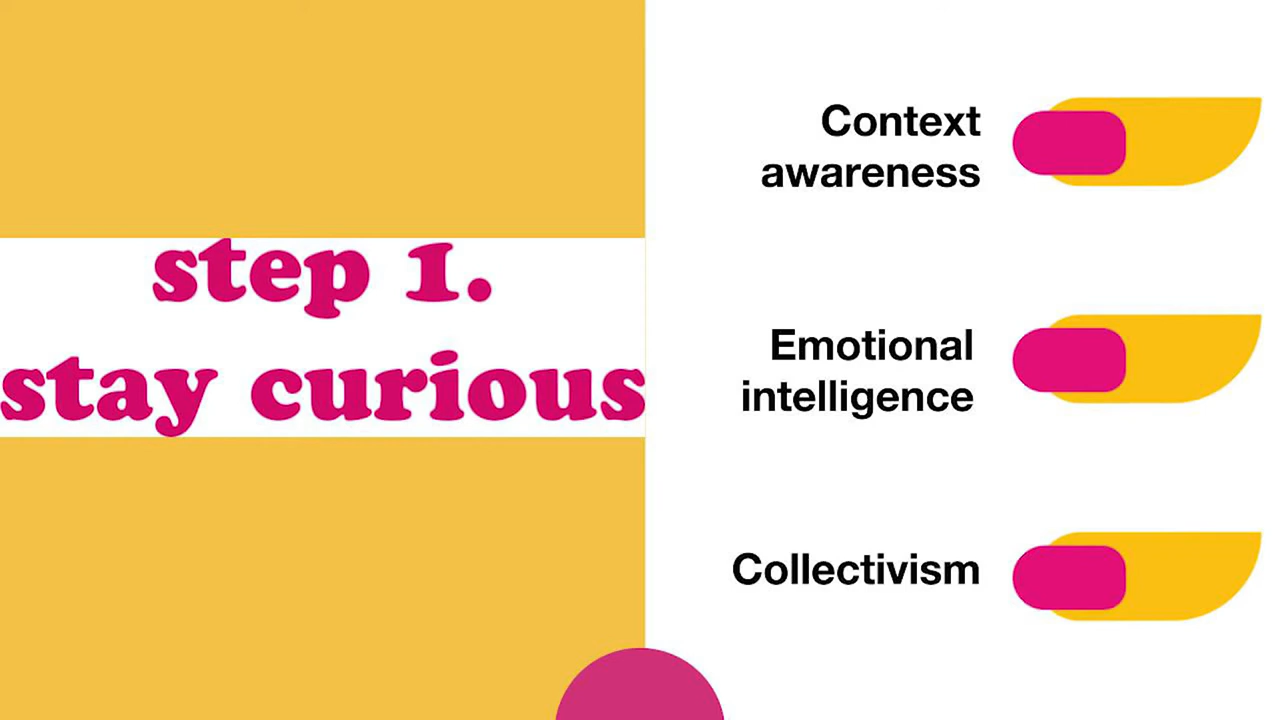 step 1.
stay curious
Context
awareness
Emotional
intelligence
Collectivism